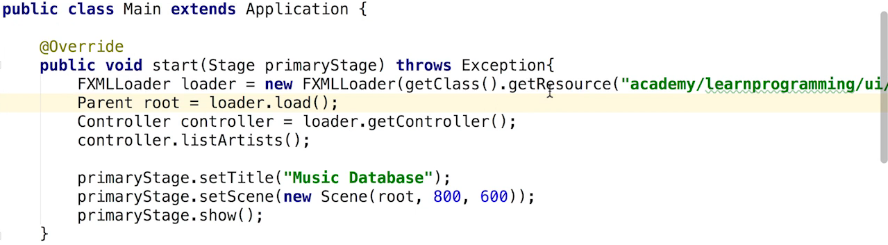 public class Main extends Application {
@Override
public void start(Stage primaryStage) throws Exception{
FXMLLoader loader = new FXMLLoader(getClass().getResource("academy/learnprogramming/ui/
Parent root = loader.load();
Controller controller = loader.getController();
controller.listArtists();
primaryStage.setTitle("Music Database");
primaryStage.setScene(new Scene(root, 800, 600));
primaryStage.show();
}